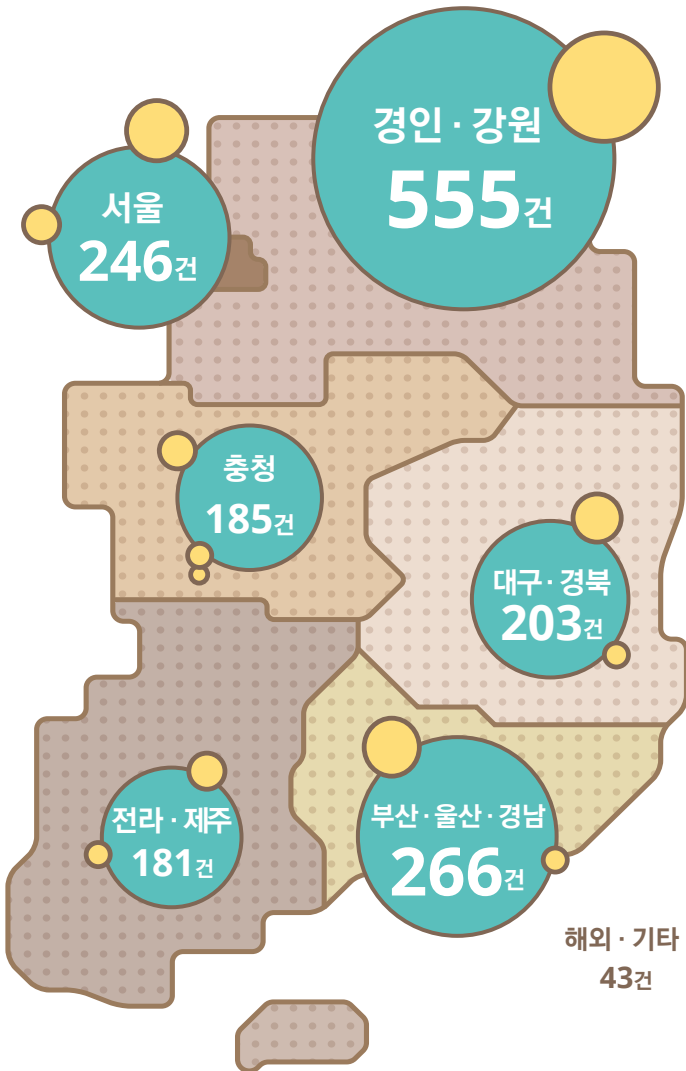 경인 · 강원
555건
서울
246건
충청
185건
대구 · 경북
203건
전라 · 제주
181건
부산 · 울산 · 경남
266건
해외 · 기타
43건